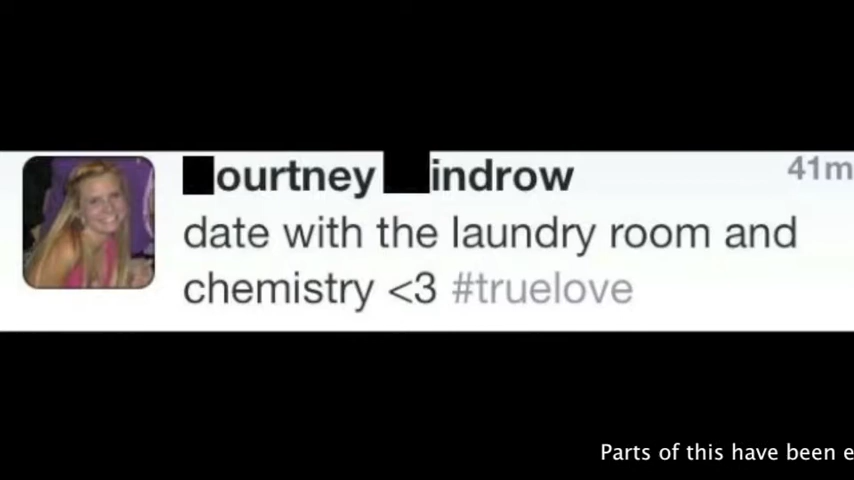 ourtney indrow
41m
date with the laundry room and
chemistry <3 #truelove
Parts of this have been e